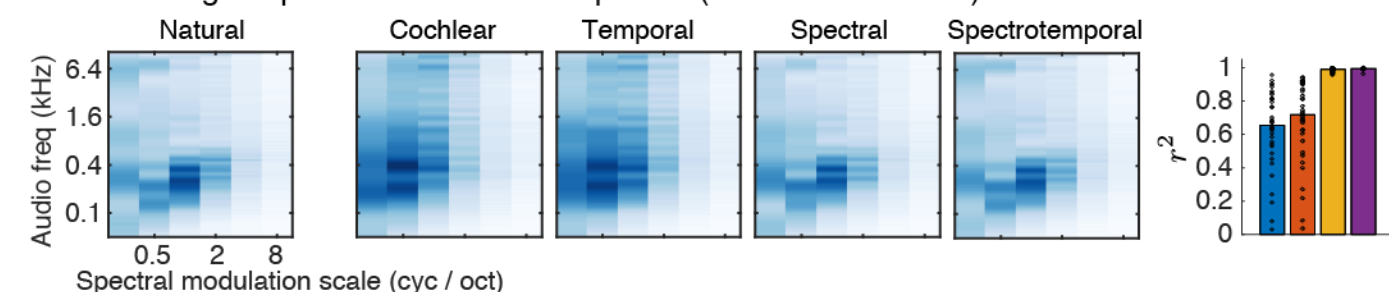 Natural Cochlear Temporal Spectral Spectrotemporal
Audio freq (kHz)
6.4
1.6
0.4
0.1
0.5 2 8
Spectral modulation scale (cyc / oct)
r²
1
0.8
0.6
0.4
0.2
0